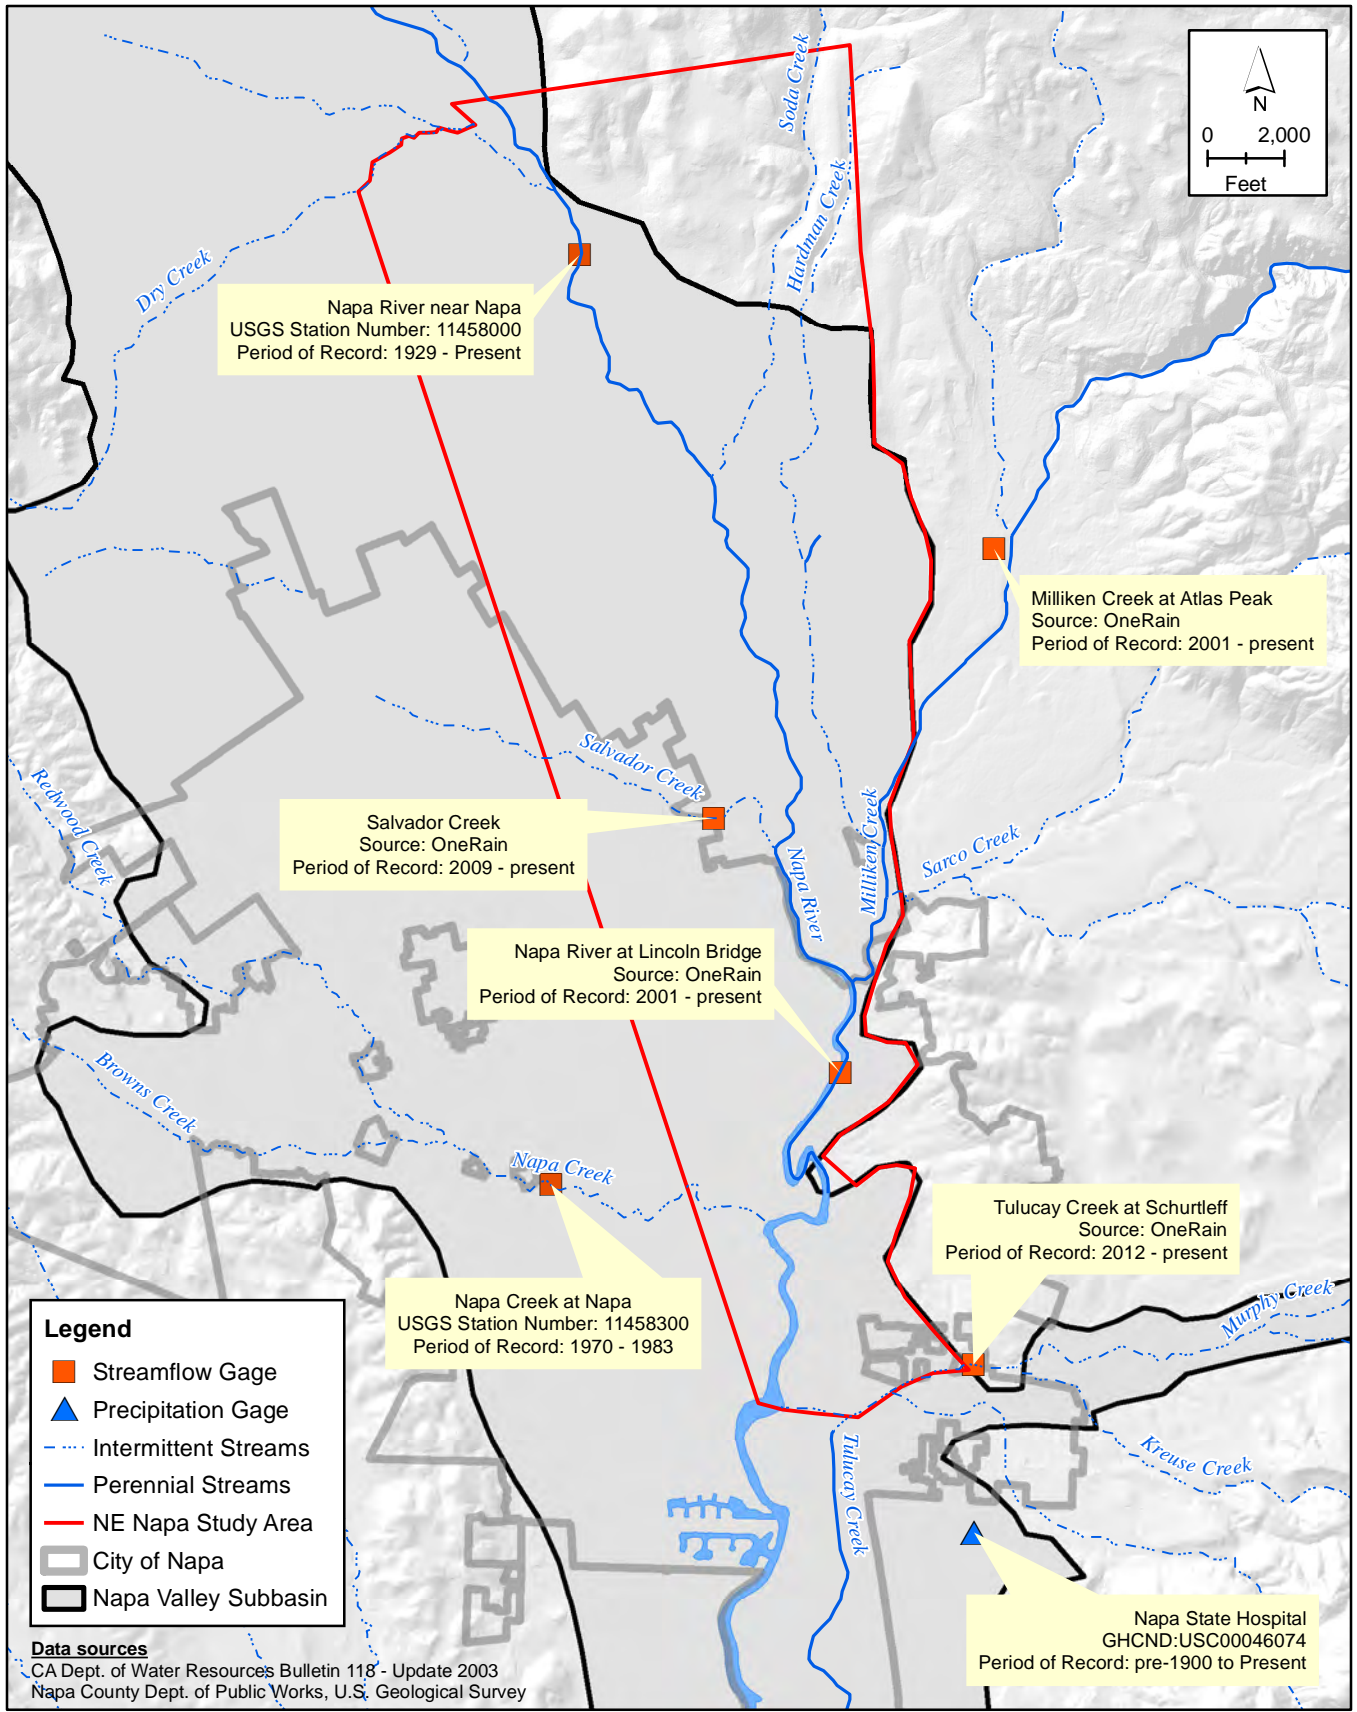 Soda Creek
N
0 2,000
Feet
Hardman Creek
Dry Creek
Napa River near Napa
USGS Station Number: 11458000
Period of Record: 1929 - Present
Milliken Creek at Atlas Peak
Source: OneRain
Period of Record: 2001 - present
Salvador Creek
Redwood Creek
Salvador Creek
Source: OneRain
Period of Record: 2009 - present
Napa River
Milliken Creek
Sarco Creek
Napa River at Lincoln Bridge
Source: OneRain
Period of Record: 2001 - present
Browns Creek
Napa Creek
Tulucay Creek at Schurtleff
Source: OneRain
Period of Record: 2012 - present
Napa Creek at Napa
USGS Station Number: 11458300
Period of Record: 1970 - 1983
Murphy Creek
Kreuse Creek
Tulucay Creek
Legend
Streamflow Gage
Precipitation Gage
Intermittent Streams
Perennial Streams
NE Napa Study Area
City of Napa
Napa Valley Subbasin
Napa State Hospital
GHCND:USC00046074
Period of Record: pre-1900 to Present
Data sources
CA Dept. of Water Resources Bulletin 118 - Update 2003
Napa County Dept. of Public Works, U.S. Geological Survey